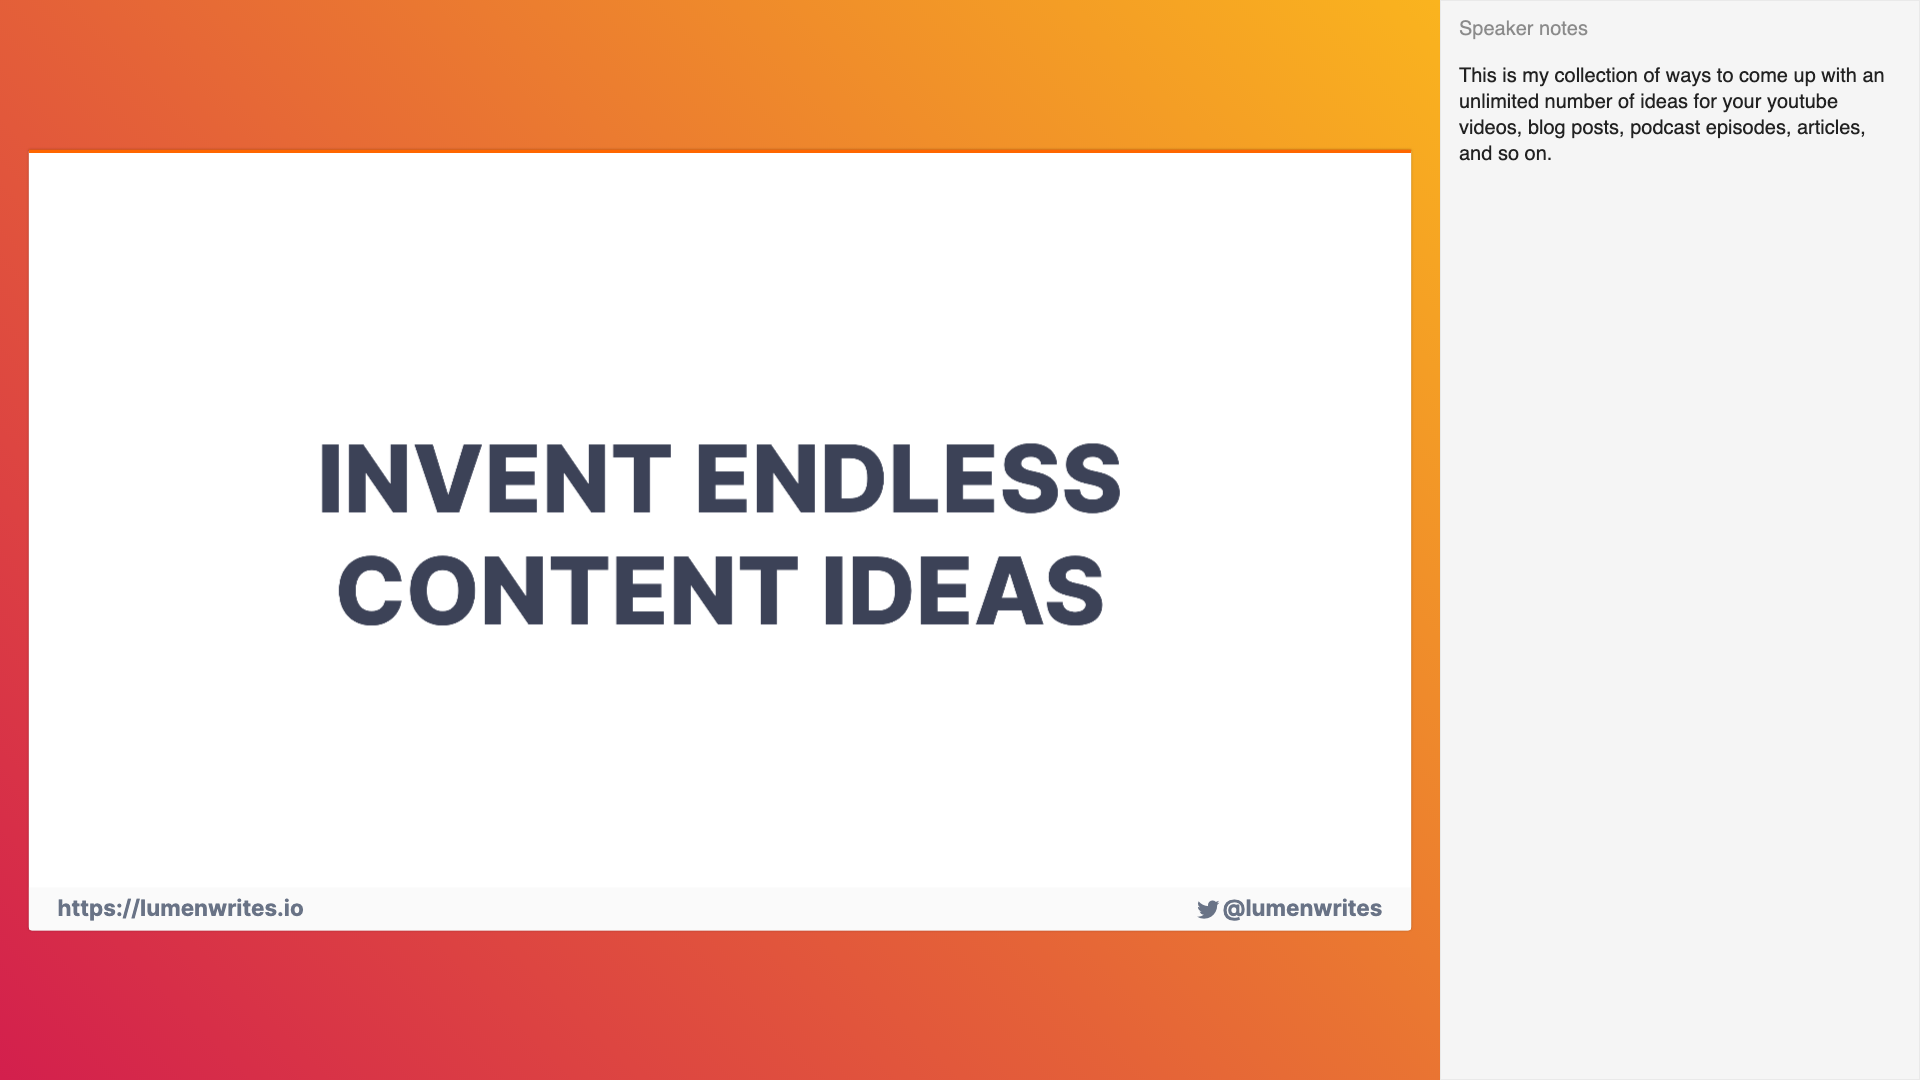 INVENT ENDLESS
CONTENT IDEAS
https://lumenwrites.io
@lumenwrites
Speaker notes
This is my collection of ways to come up with an
unlimited number of ideas for your youtube
videos, blog posts, podcast episodes, articles,
and so on.